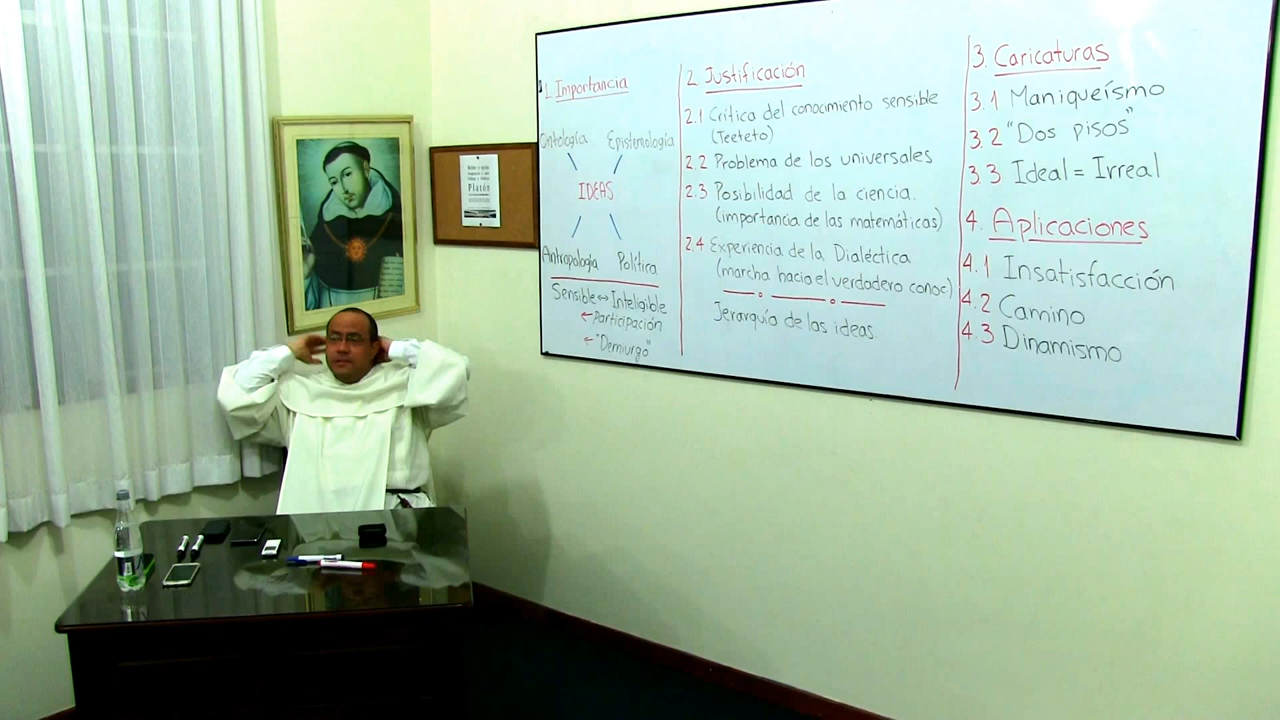 Platón
1. Importancia
Ontología Epistemología
IDEAS
Antropología Política
Sensible ↔ Inteligible
← Participación
← "Demiurgo"
2. Justificación
2.1 Crítica del conocimiento sensible
(Teeteto)
2.2 Problema de los universales
2.3 Posibilidad de la ciencia.
(importancia de las matemáticas)
2.4 Experiencia de la Dialéctica
(marcha hacia el verdadero conoc.)
Jerarquía de las ideas.
3. Caricaturas
3.1 Maniqueísmo
3.2 "Dos pisos"
3.3 Ideal = Irreal
4. Aplicaciones
4.1 Insatisfacción
4.2 Camino
4.3 Dinamismo